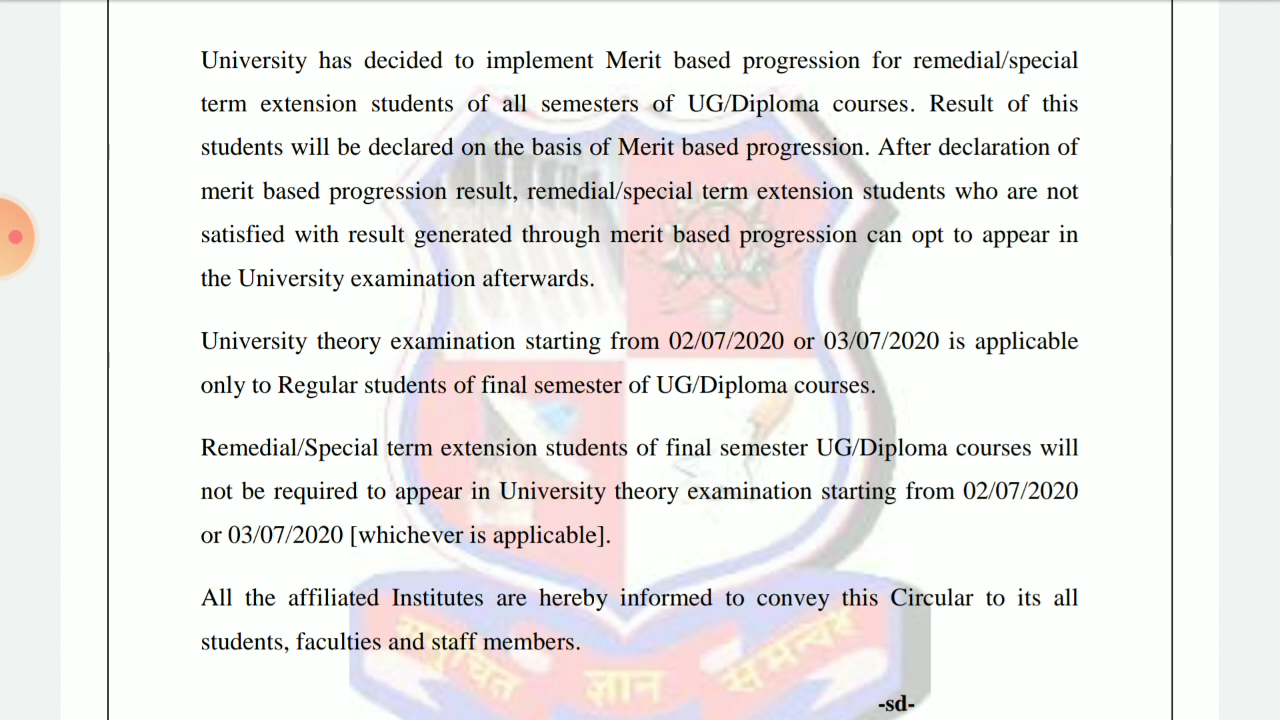 University has decided to implement Merit based progression for remedial/special
term extension students of all semesters of UG/Diploma courses. Result of this
students will be declared on the basis of Merit based progression. After declaration of
merit based progression result, remedial/special term extension students who are not
satisfied with result generated through merit based progression can opt to appear in
the University examination afterwards.
University theory examination starting from 02/07/2020 or 03/07/2020 is applicable
only to Regular students of final semester of UG/Diploma courses.
Remedial/Special term extension students of final semester UG/Diploma courses will
not be required to appear in University theory examination starting from 02/07/2020
or 03/07/2020 [whichever is applicable].
All the affiliated Institutes are hereby informed to convey this Circular to its all
students, faculties and staff members.
समुचित ज्ञान समन्वय
-sd-